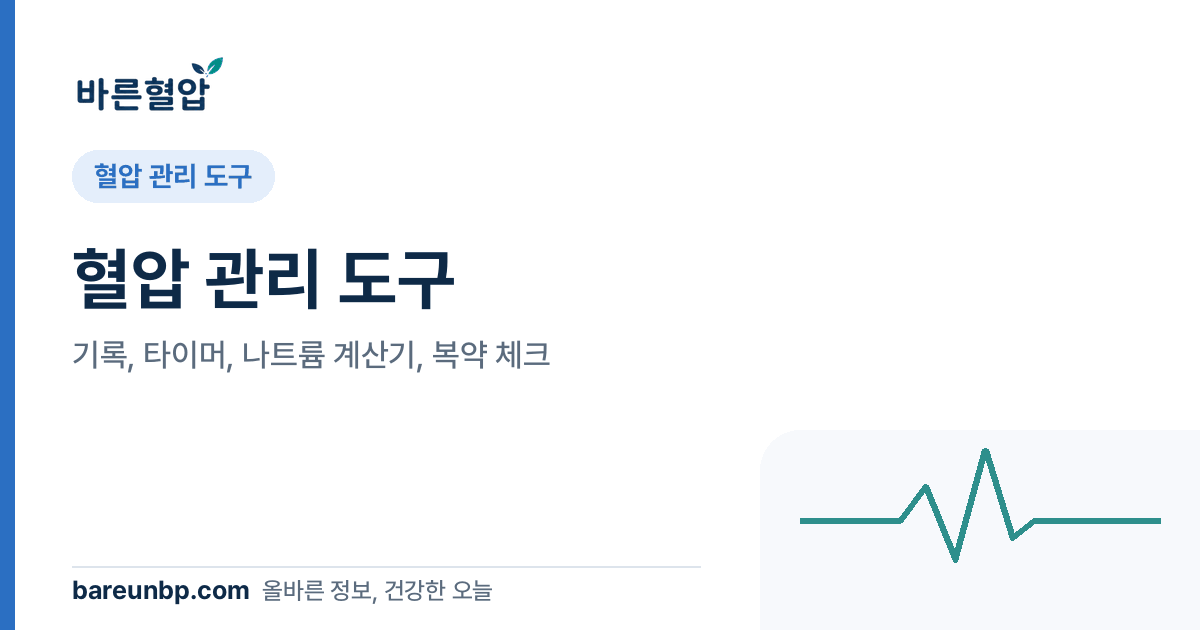 바른혈압
혈압 관리 도구
혈압 관리 도구
기록, 타이머, 나트륨 계산기, 복약 체크
bareunbp.com 올바른 정보, 건강한 오늘